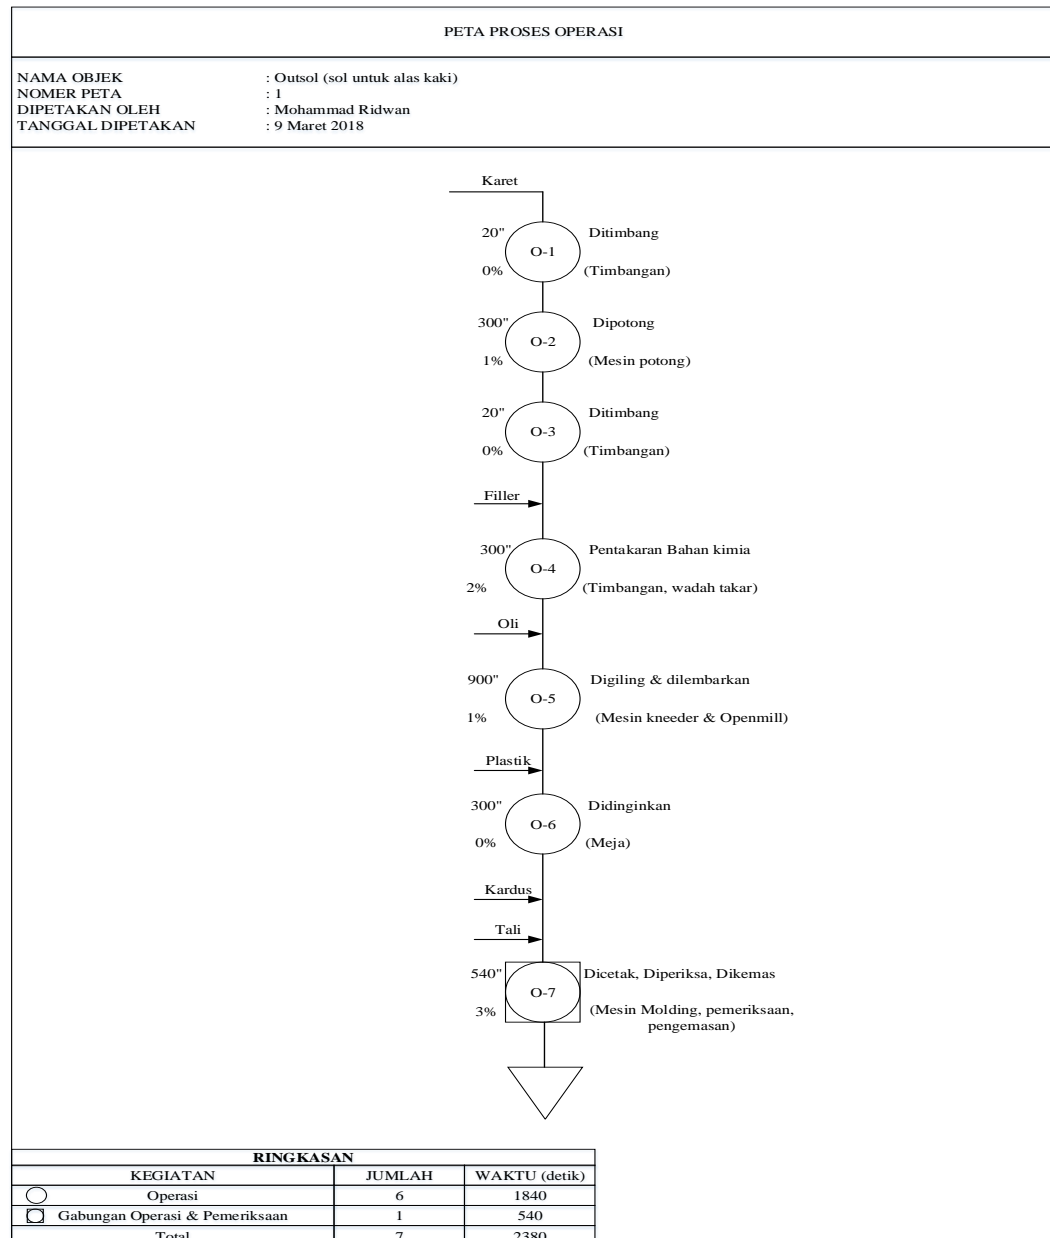 PETA PROSES OPERASI
NAMA OBJEK : Outsol (sol untuk alas kaki)
NOMER PETA : 1
DIPETAKAN OLEH : Mohammad Ridwan
TANGGAL DIPETAKAN : 9 Maret 2018
Karet
20" Ditimbang
O-1
0% (Timbangan)
300" Dipotong
O-2
1% (Mesin potong)
20" Ditimbang
O-3
0% (Timbangan)
Filler
300" Pentakaran Bahan kimia
O-4
2% (Timbangan, wadah takar)
Oli
900" Digiling & dilembarkan
O-5
1% (Mesin kneeder & Openmill)
Plastik
300" Didinginkan
O-6
0% (Meja)
Kardus
Tali
540" Dicetak, Diperiksa, Dikemas
O-7
3% (Mesin Molding, pemeriksaan,
pengemasan)
RINGKASAN
KEGIATAN JUMLAH WAKTU (detik)
Operasi 6 1840
Gabungan Operasi & Pemeriksaan 1 540
Total 7 2380